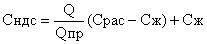 Cндс = Q/Qпр (Cрас − Cж) + Cж